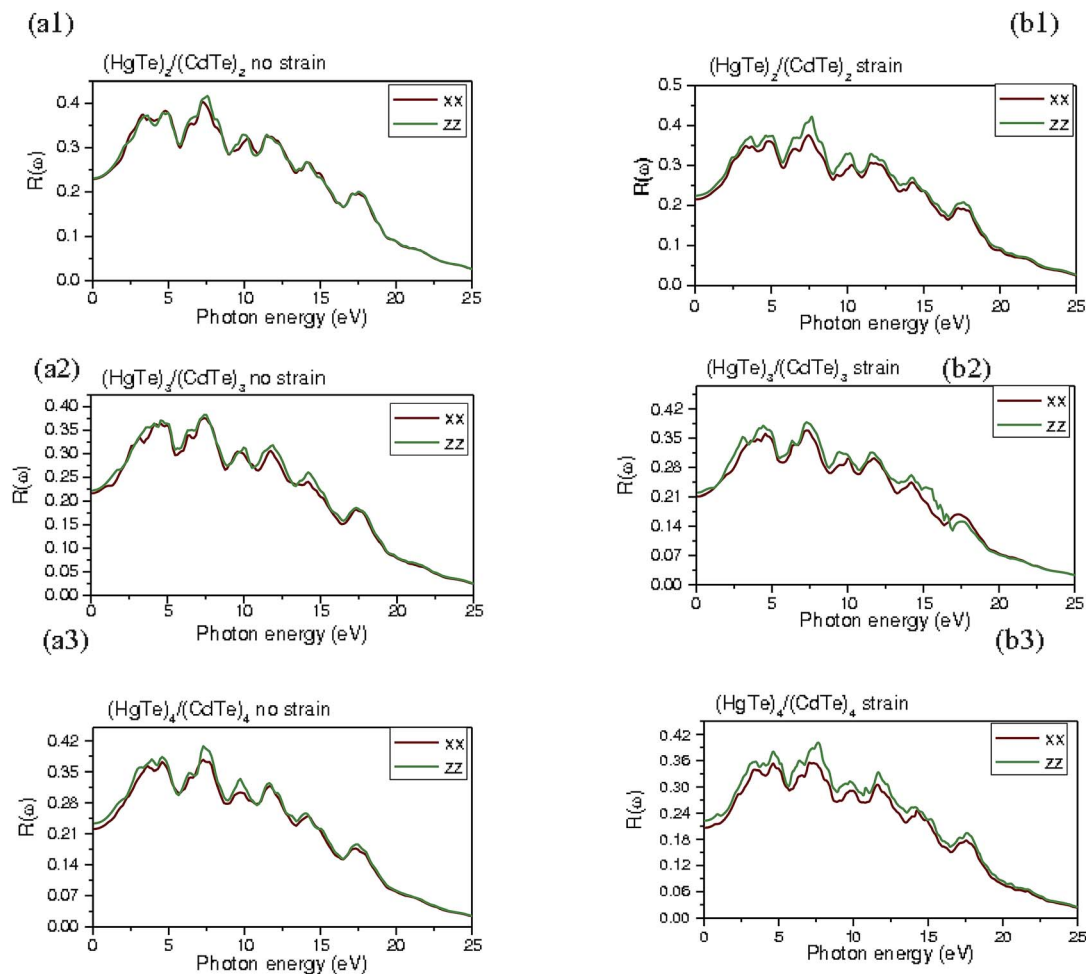 (a1)
(HgTe)₂/(CdTe)₂ no strain
xx
zz
R(ω)
0.4
0.3
0.2
0.1
0.0
0 5 10 15 20 25
Photon energy (eV)
(b1)
(HgTe)₂/(CdTe)₂ strain
xx
zz
R(ω)
0.5
0.4
0.3
0.2
0.1
0.0
0 5 10 15 20 25
Photon energy (eV)
(a2)
(HgTe)₃/(CdTe)₃ no strain
xx
zz
R(ω)
0.40
0.35
0.30
0.25
0.20
0.15
0.10
0.05
0.00
0 5 10 15 20 25
Photon energy (eV)
(b2)
(HgTe)₃/(CdTe)₃ strain
xx
zz
R(ω)
0.42
0.35
0.28
0.21
0.14
0.07
0.00
0 5 10 15 20 25
Photon energy (eV)
(a3)
(HgTe)₄/(CdTe)₄ no strain
xx
zz
R(ω)
0.42
0.35
0.28
0.21
0.14
0.07
0.00
0 5 10 15 20 25
Photon energy (eV)
(b3)
(HgTe)₄/(CdTe)₄ strain
xx
zz
R(ω)
0.42
0.36
0.30
0.24
0.18
0.12
0.06
0.00
0 5 10 15 20 25
Photon energy (eV)